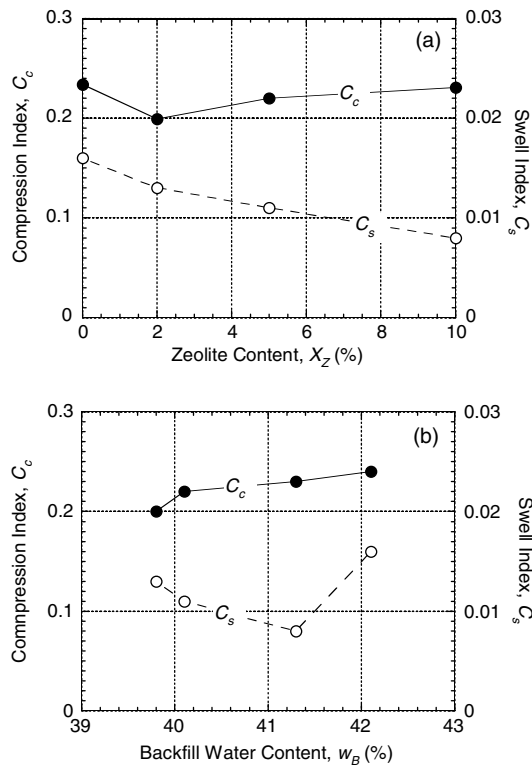 (a)
0.3
0.2
0.1
0
0.03
0.02
0.01
0
Compression Index, C_c
Swell Index, C_s
C_c
C_s
0 2 4 6 8 10
Zeolite Content, X_Z (%)
(b)
0.3
0.2
0.1
0
0.03
0.02
0.01
0
Comnpression Index, C_c
Swell Index, C_s
C_c
C_s
39 40 41 42 43
Backfill Water Content, w_B (%)